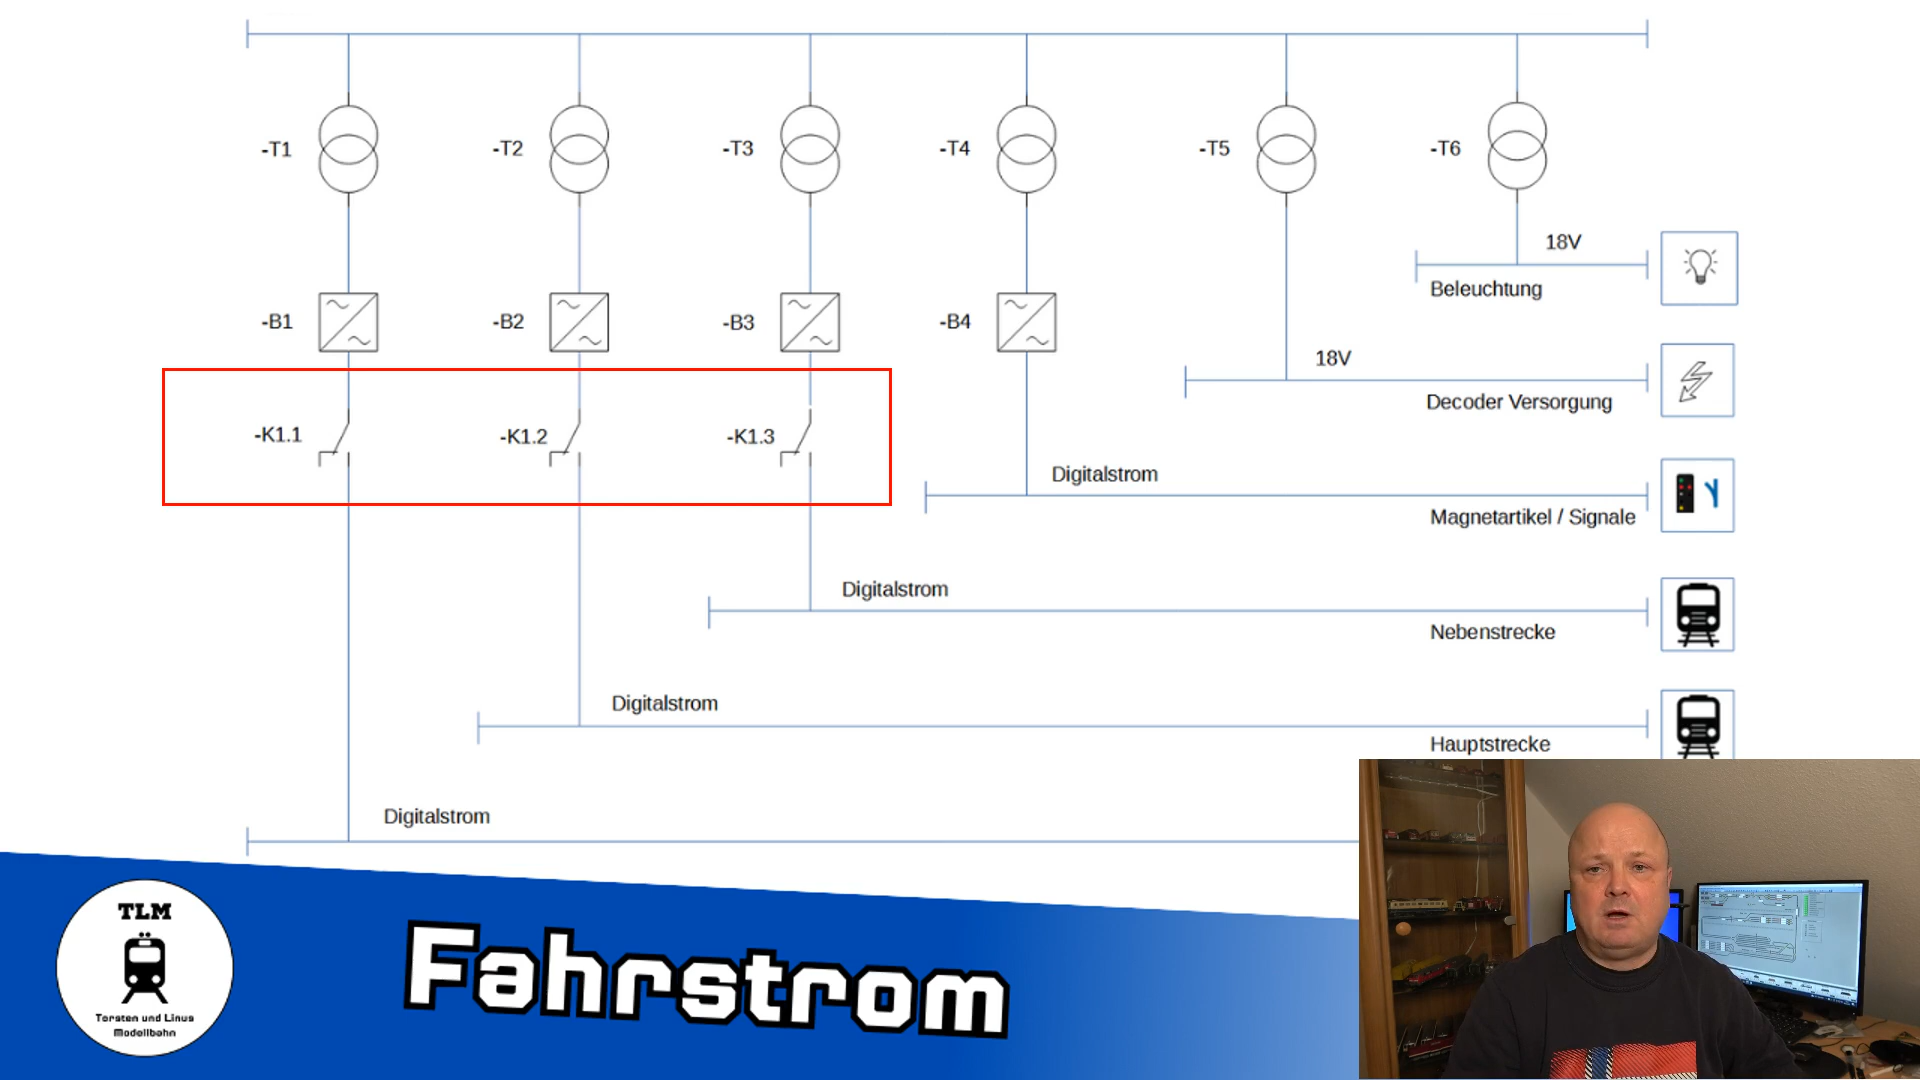 -T1
-T2
-T3
-T4
-T5
-T6
18V
Beleuchtung
-B1
-B2
-B3
-B4
18V
Decoder Versorgung
-K1.1
-K1.2
-K1.3
Digitalstrom
Magnetartikel / Signale
Digitalstrom
Nebenstrecke
Digitalstrom
Hauptstrecke
Digitalstrom
TLM
Torsten und Linus
Modellbahn
Fahrstrom